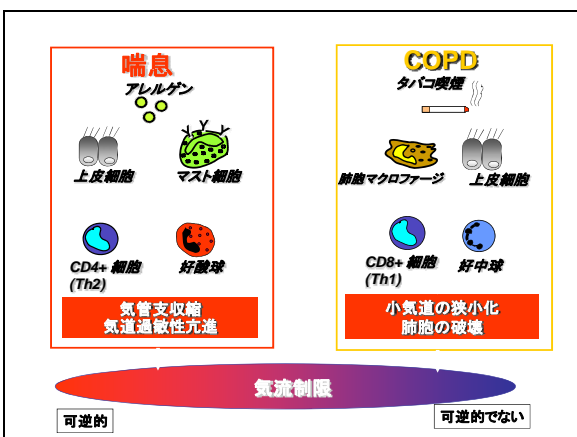 喘息
アレルゲン
上皮細胞
マスト細胞
CD4+ 細胞
(Th2)
好酸球
気管支収縮
気道過敏性亢進
COPD
タバコ喫煙
肺胞マクロファージ
上皮細胞
CD8+ 細胞
(Th1)
好中球
小気道の狭小化
肺胞の破壊
気流制限
可逆的
可逆的でない